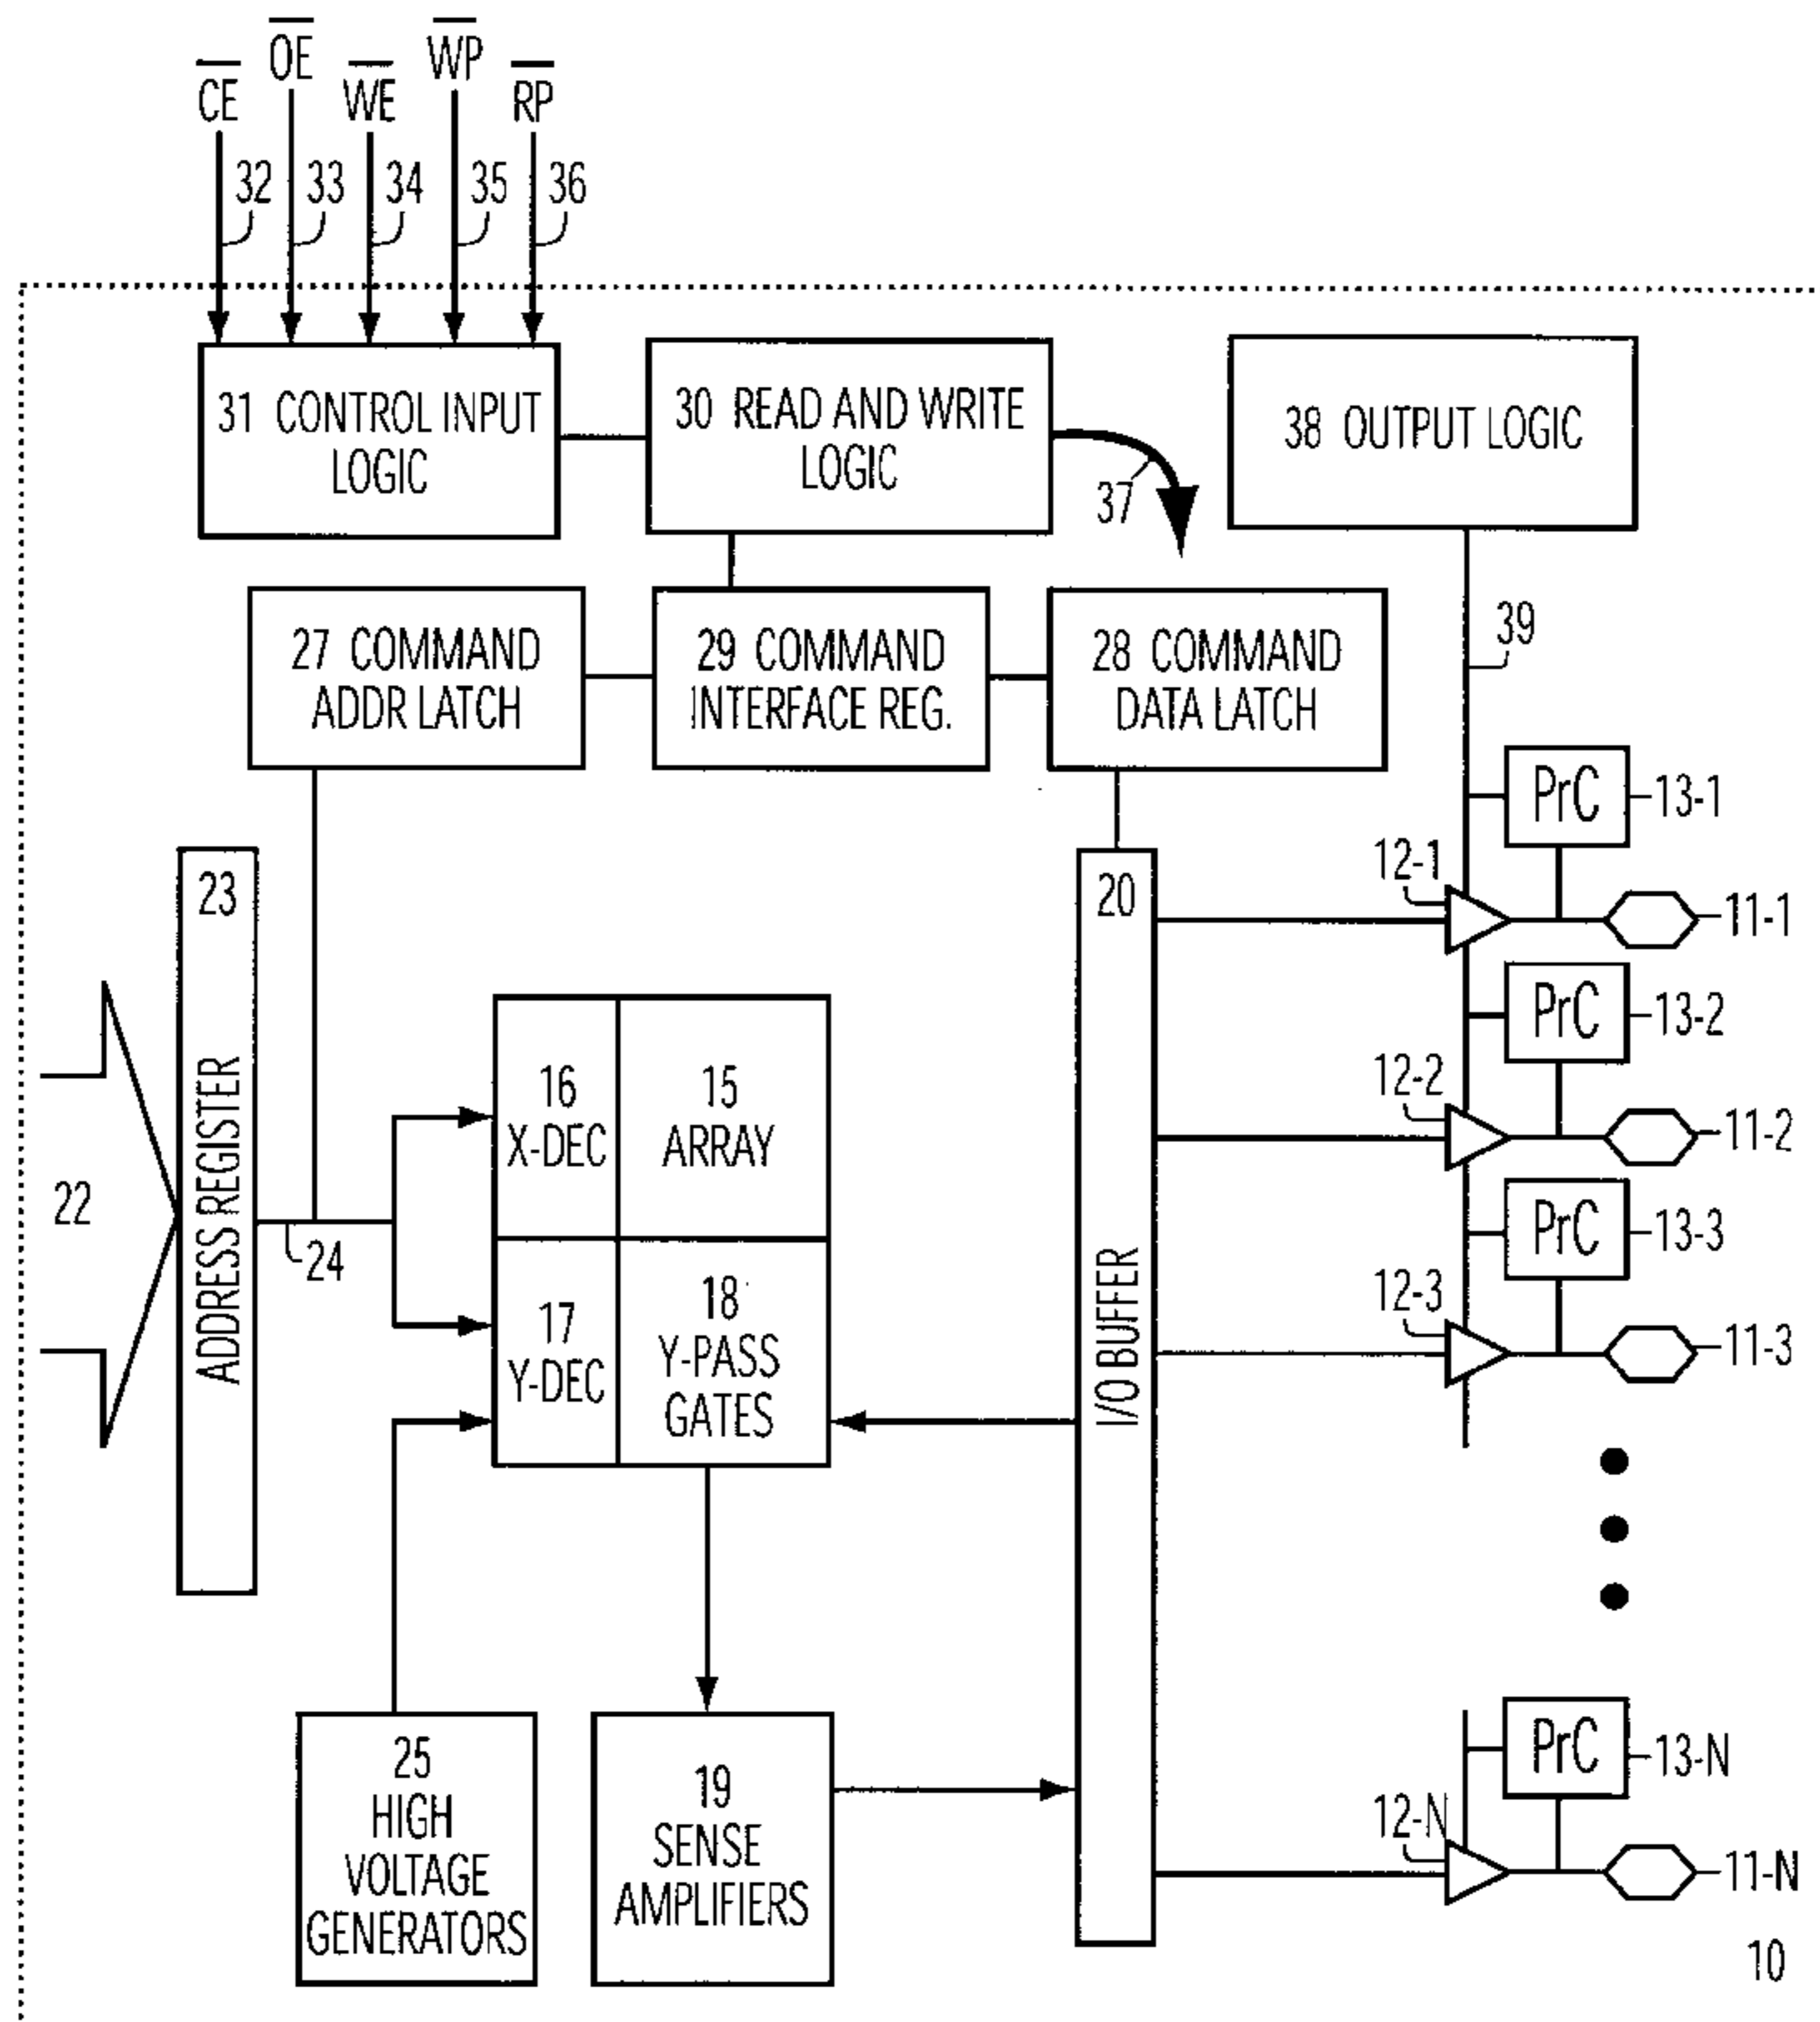 OE
WP
CE
WE
RP
32
33
34
35
36
31 CONTROL INPUT
LOGIC
30 READ AND WRITE
LOGIC
37
38 OUTPUT LOGIC
27 COMMAND
ADDR LATCH
29 COMMAND
INTERFACE REG.
28 COMMAND
DATA LATCH
39
PrC
13-1
12-1
11-1
23
ADDRESS REGISTER
22
24
16
X-DEC
15
ARRAY
17
Y-DEC
18
Y-PASS
GATES
20
I/O BUFFER
PrC
13-2
12-2
11-2
PrC
13-3
12-3
11-3
25
HIGH
VOLTAGE
GENERATORS
19
SENSE
AMPLIFIERS
PrC
13-N
12-N
11-N
10